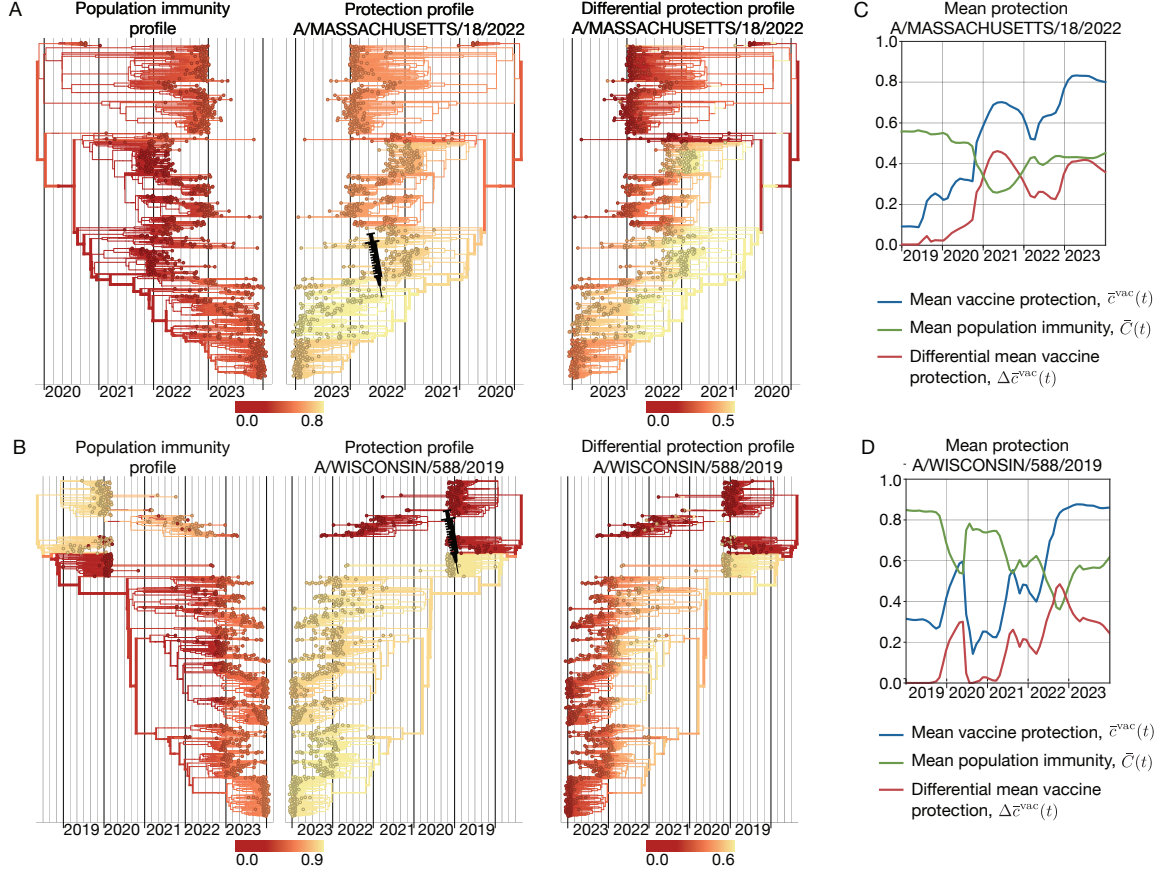 A
Population immunity
profile
Protection profile
A/MASSACHUSETTS/18/2022
Differential protection profile
A/MASSACHUSETTS/18/2022
2020 2021 2022 2023
2023 2022 2021 2020
2023 2022 2021 2020
0.0 0.8
0.0 0.5
C
Mean protection
A/MASSACHUSETTS/18/2022
1.0
0.8
0.6
0.4
0.2
0.0
2019 2020 2021 2022 2023
Mean vaccine protection, c̄ᵛᵃᶜ(t)
Mean population immunity, C̄(t)
Differential mean vaccine
protection, Δc̄ᵛᵃᶜ(t)
B
Population immunity
profile
Protection profile
A/WISCONSIN/588/2019
Differential protection profile
A/WISCONSIN/588/2019
2019 2020 2021 2022 2023
2023 2022 2021 2020 2019
2023 2022 2021 2020 2019
0.0 0.9
0.0 0.6
D
Mean protection
A/WISCONSIN/588/2019
1.0
0.8
0.6
0.4
0.2
0.0
2019 2020 2021 2022 2023
Mean vaccine protection, c̄ᵛᵃᶜ(t)
Mean population immunity, C̄(t)
Differential mean vaccine
protection, Δc̄ᵛᵃᶜ(t)